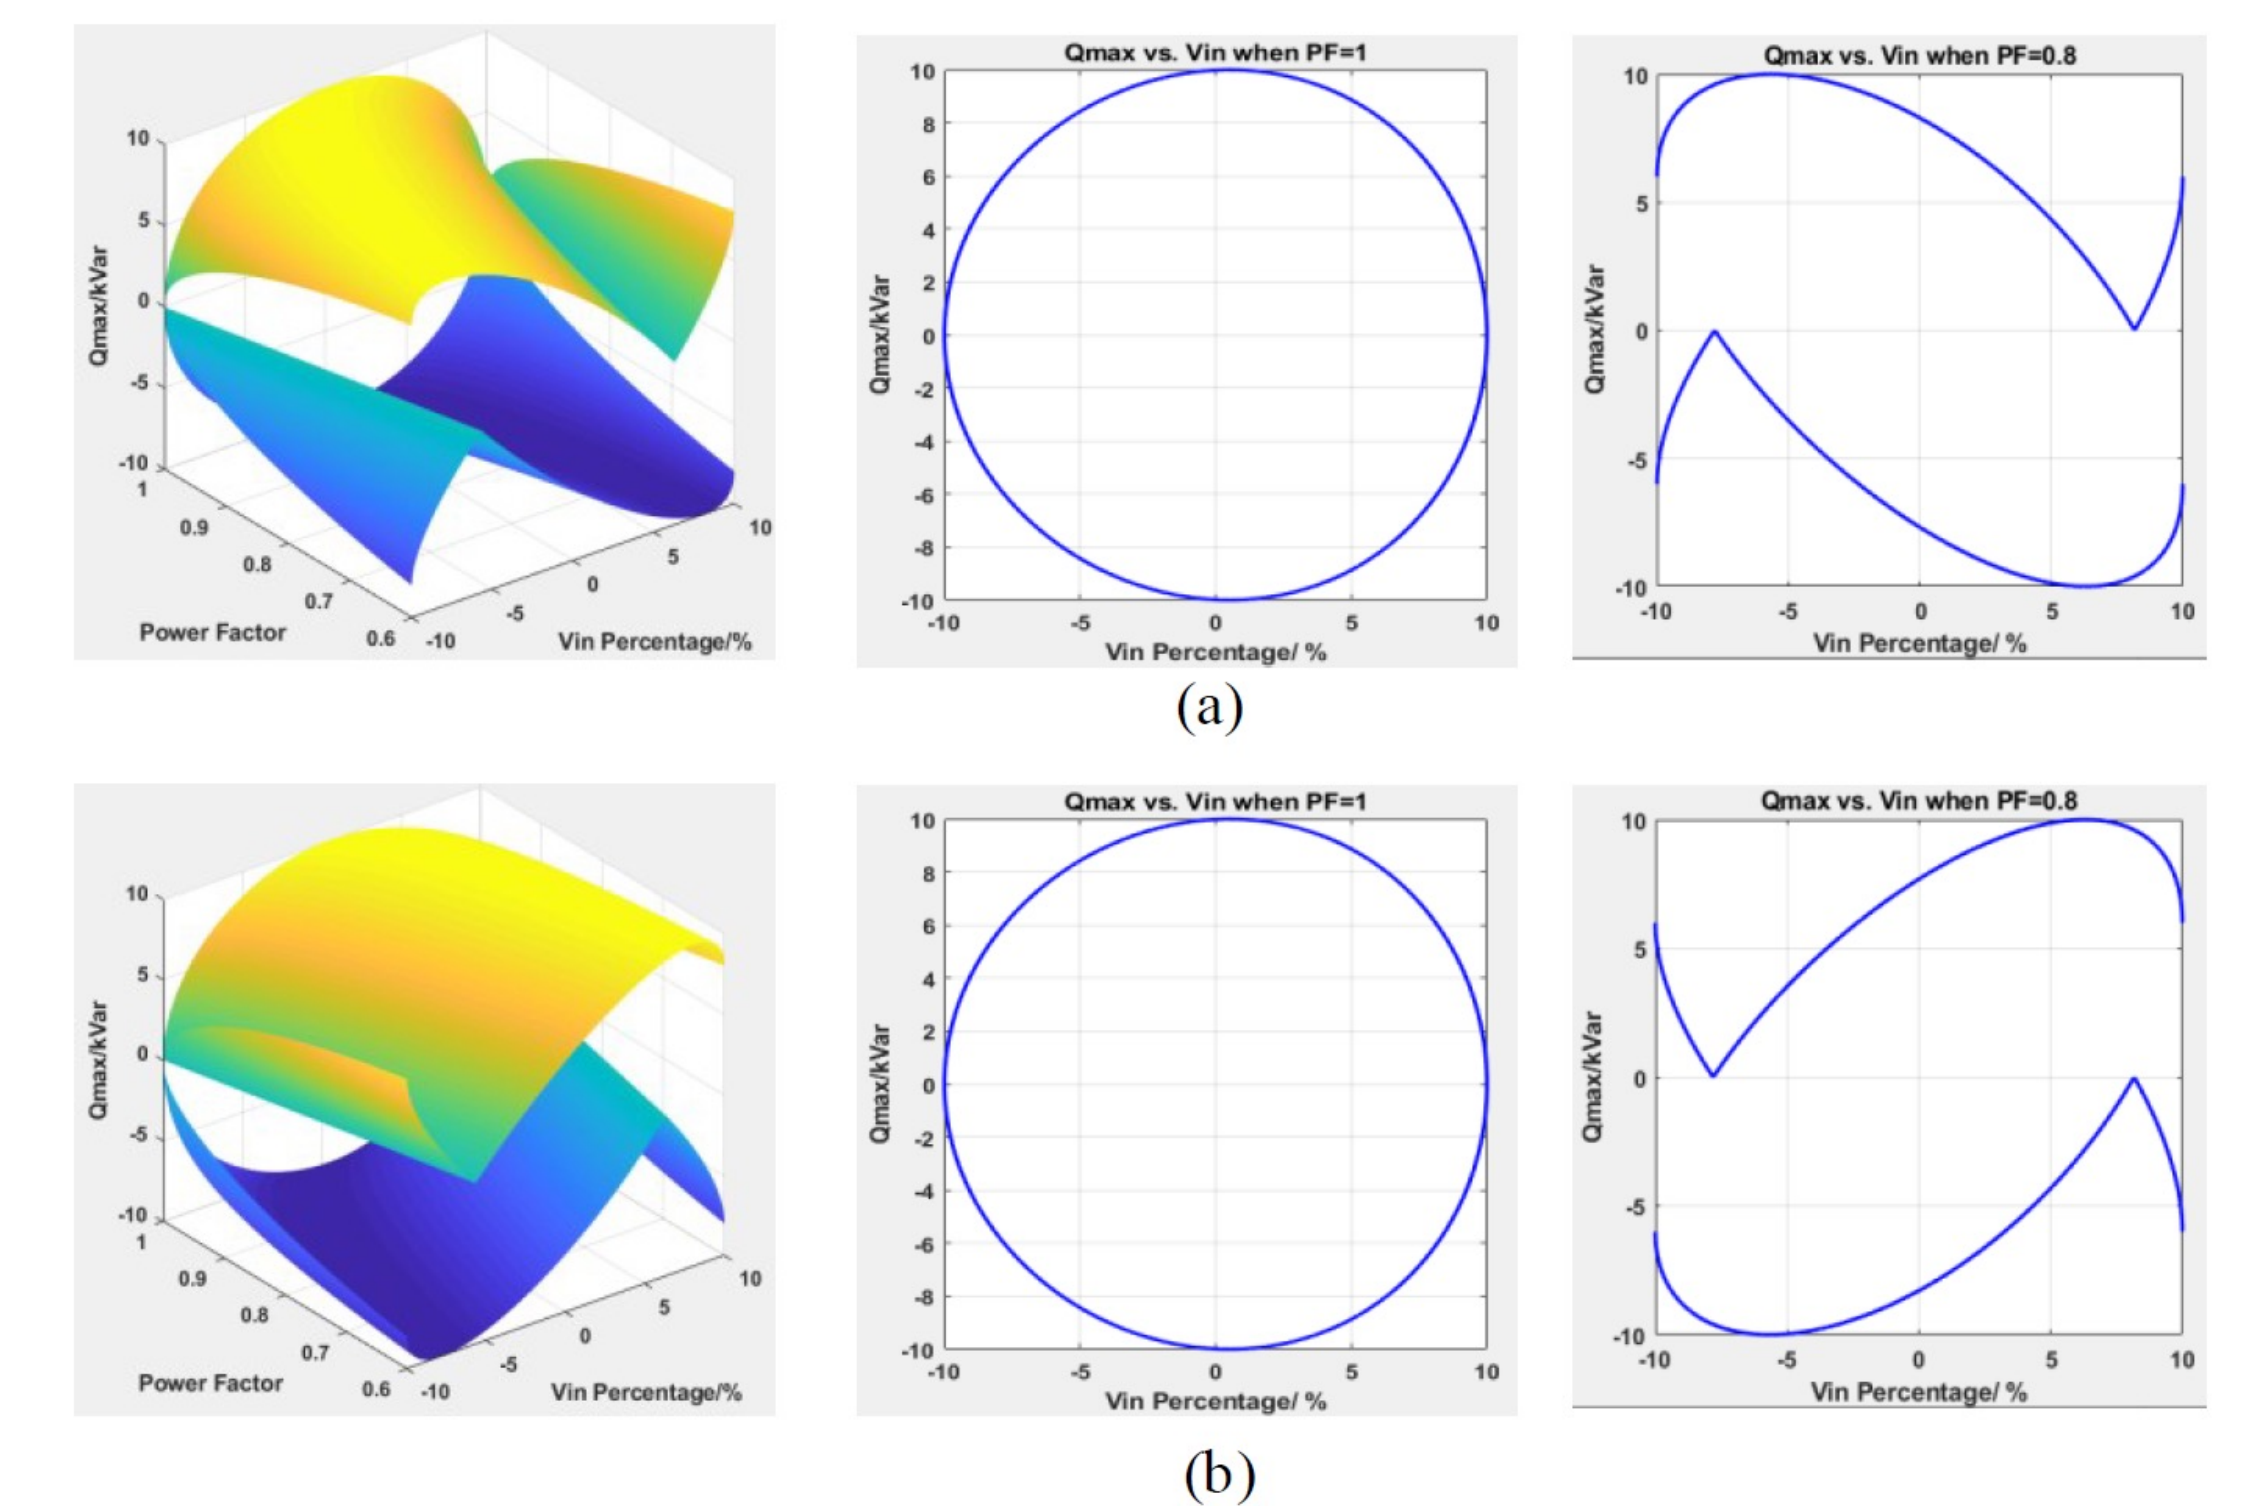 Qmax/kVar
10
5
0
-5
-10
1
0.9
0.8
0.7
0.6
Power Factor
-10
-5
0
5
10
Vin Percentage/%
Qmax vs. Vin when PF=1
Qmax/kVar
10
8
6
4
2
0
-2
-4
-6
-8
-10
-10 -5 0 5 10
Vin Percentage/ %
Qmax vs. Vin when PF=0.8
Qmax/kVar
10
5
0
-5
-10
-10 -5 0 5 10
Vin Percentage/ %
(a)
Qmax/kVar
10
5
0
-5
-10
1
0.9
0.8
0.7
0.6
Power Factor
-10
-5
0
5
10
Vin Percentage/%
Qmax vs. Vin when PF=1
Qmax/kVar
10
8
6
4
2
0
-2
-4
-6
-8
-10
-10 -5 0 5 10
Vin Percentage/ %
Qmax vs. Vin when PF=0.8
Qmax/kVar
10
5
0
-5
-10
-10 -5 0 5 10
Vin Percentage/ %
(b)